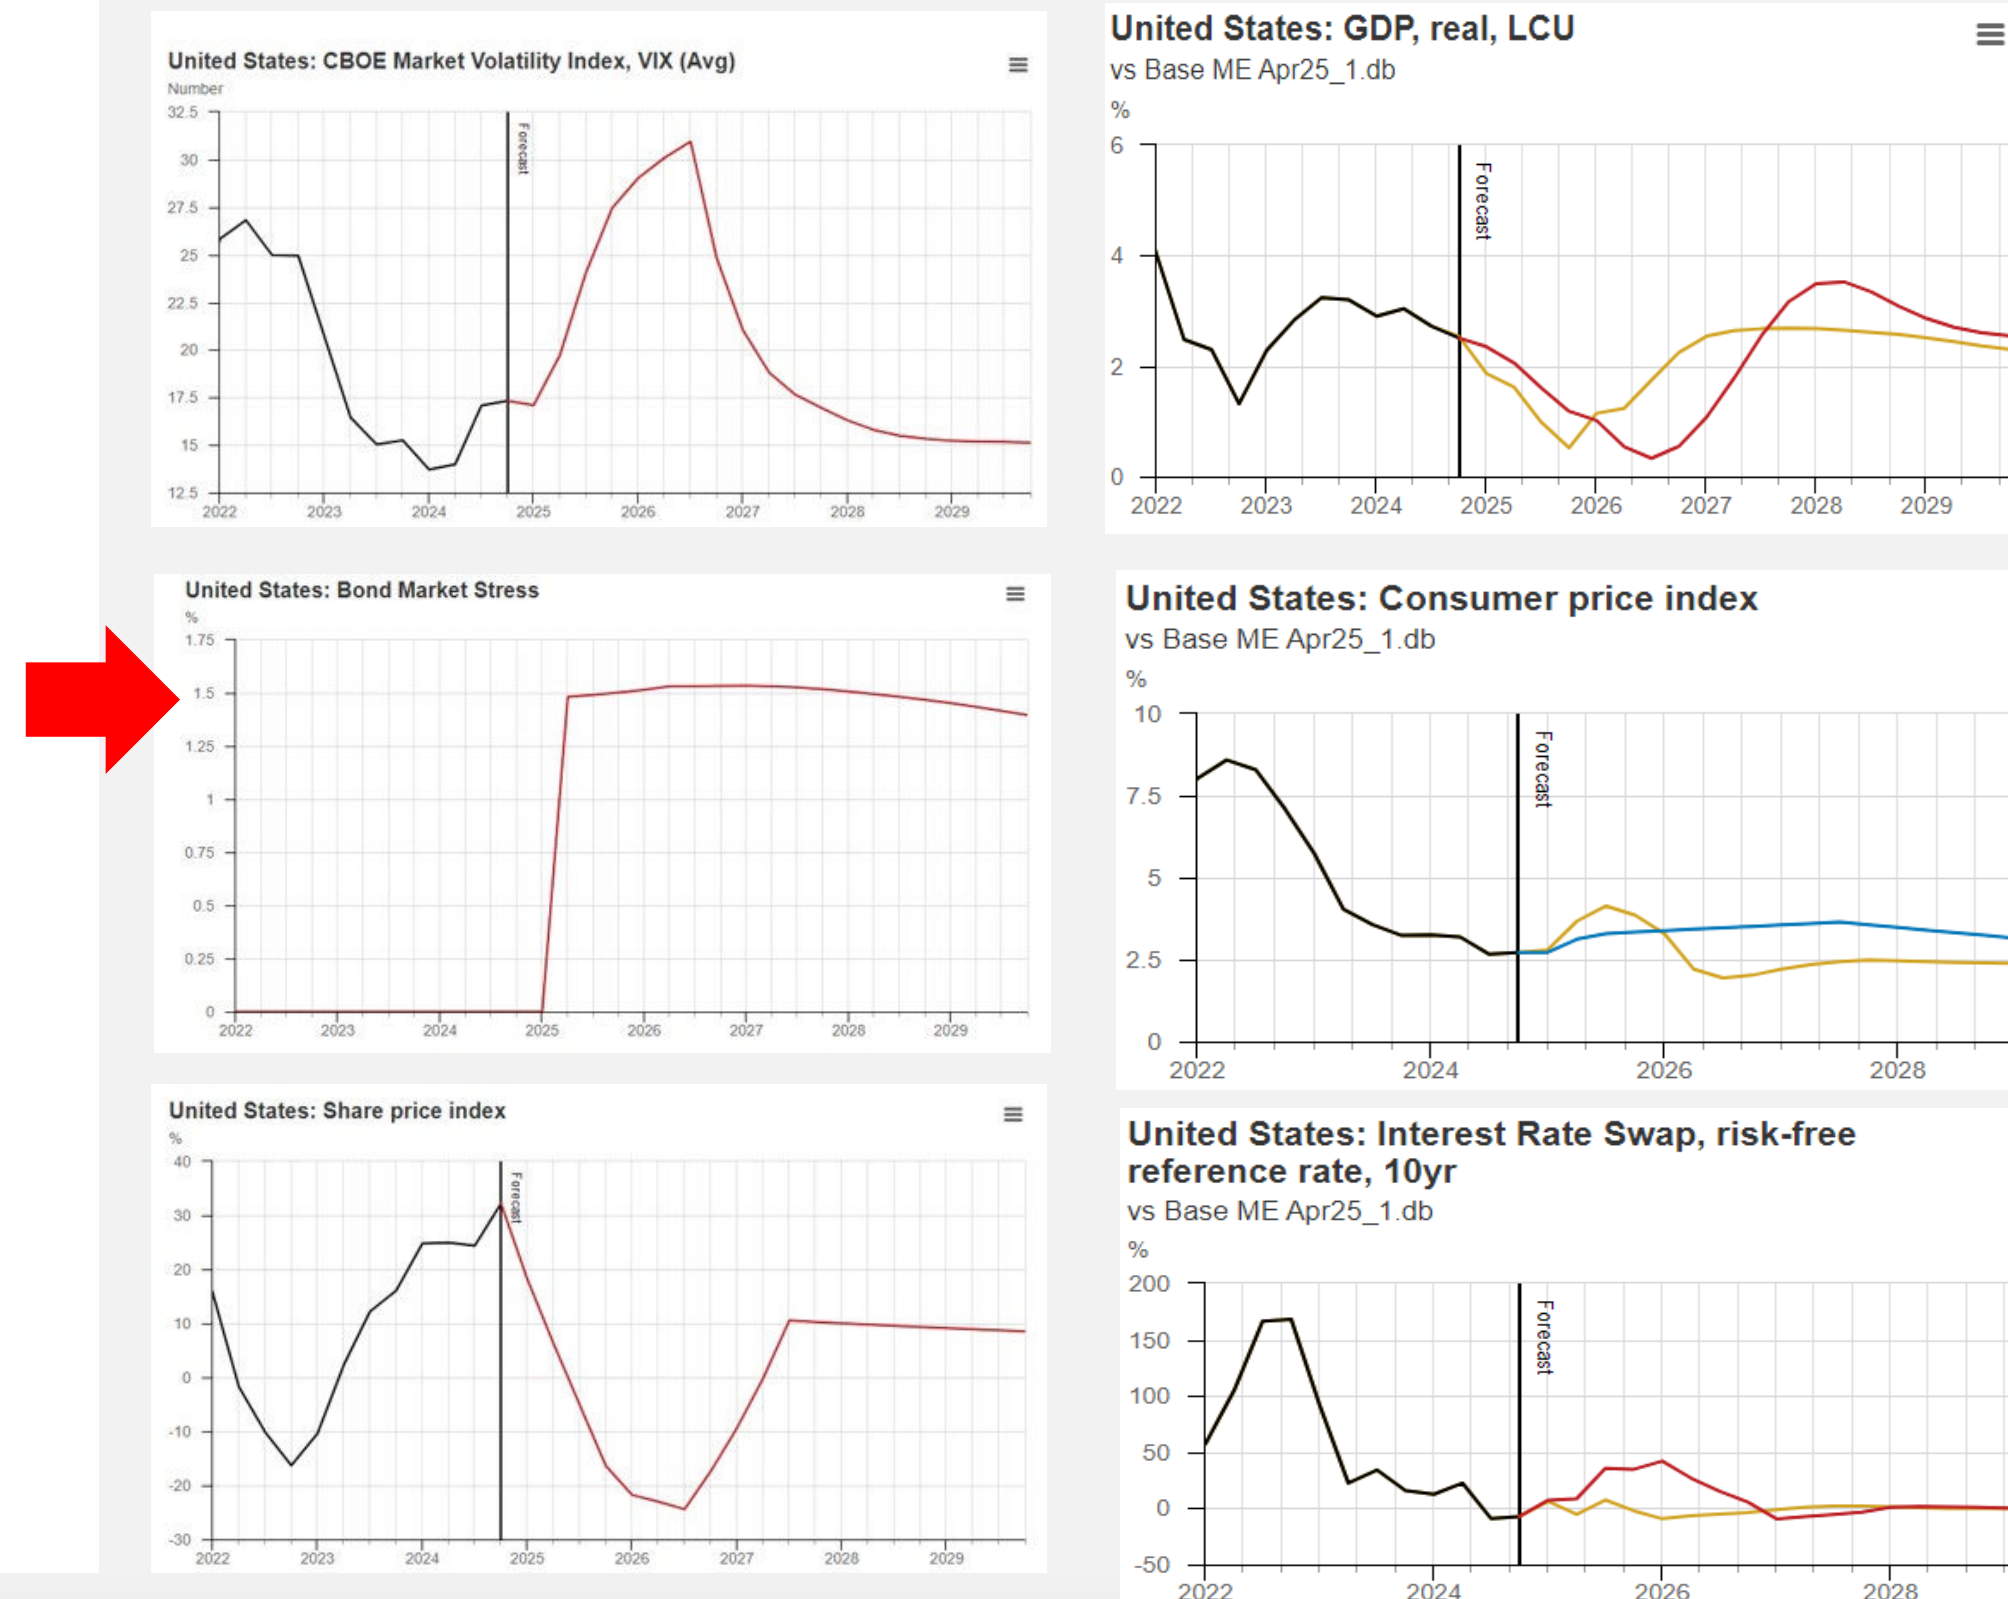 United States: CBOE Market Volatility Index, VIX (Avg)
Number
32.5
30
27.5
25
22.5
20
17.5
15
12.5
Forecast
2022 2023 2024 2025 2026 2027 2028 2029
United States: Bond Market Stress
%
1.75
1.5
1.25
1
0.75
0.5
0.25
0
2022 2023 2024 2025 2026 2027 2028 2029
United States: Share price index
%
40
30
20
10
0
-10
-20
-30
Forecast
2022 2023 2024 2025 2026 2027 2028 2029
United States: GDP, real, LCU
vs Base ME Apr25_1.db
%
6
4
2
0
Forecast
2022 2023 2024 2025 2026 2027 2028 2029
United States: Consumer price index
vs Base ME Apr25_1.db
%
10
7.5
5
2.5
0
Forecast
2022 2024 2026 2028
United States: Interest Rate Swap, risk-free
reference rate, 10yr
vs Base ME Apr25_1.db
%
200
150
100
50
0
-50
Forecast
2022 2024 2026 2028